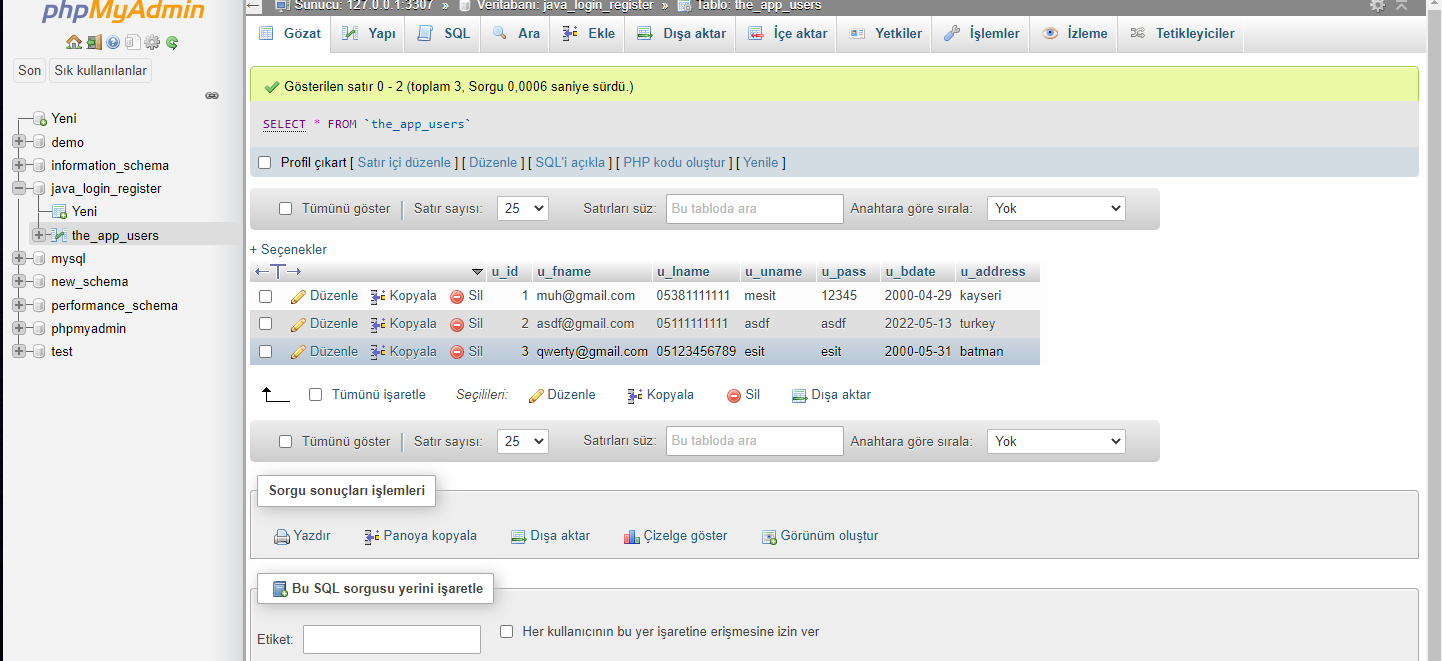 phpMyAdmin
Son Sık kullanılanlar
Yeni
demo
information_schema
java_login_register
Yeni
the_app_users
mysql
new_schema
performance_schema
phpmyadmin
test
Sunucu: 127.0.0.1:3307 » Veritabanı: java_login_register » Tablo: the_app_users
Gözat Yapı SQL Ara Ekle Dışa aktar İçe aktar Yetkiler İşlemler İzleme Tetikleyiciler
Gösterilen satır 0 - 2 (toplam 3, Sorgu 0,0006 saniye sürdü.)
SELECT * FROM `the_app_users`
Profil çıkart [ Satır içi düzenle ] [ Düzenle ] [ SQL'i açıkla ] [ PHP kodu oluştur ] [ Yenile ]
Tümünü göster | Satır sayısı: 25 Satırları süz: Bu tabloda ara Anahtara göre sırala: Yok
+ Seçenekler
←T→ u_id u_fname u_lname u_uname u_pass u_bdate u_address
Düzenle Kopyala Sil 1 muh@gmail.com 05381111111 mesit 12345 2000-04-29 kayseri
Düzenle Kopyala Sil 2 asdf@gmail.com 05111111111 asdf asdf 2022-05-13 turkey
Düzenle Kopyala Sil 3 qwerty@gmail.com 05123456789 esit esit 2000-05-31 batman
Tümünü işaretle Seçilileri: Düzenle Kopyala Sil Dışa aktar
Tümünü göster | Satır sayısı: 25 Satırları süz: Bu tabloda ara Anahtara göre sırala: Yok
Sorgu sonuçları işlemleri
Yazdır Panoya kopyala Dışa aktar Çizelge göster Görünüm oluştur
Bu SQL sorgusu yerini işaretle
Etiket: Her kullanıcının bu yer işaretine erişmesine izin ver